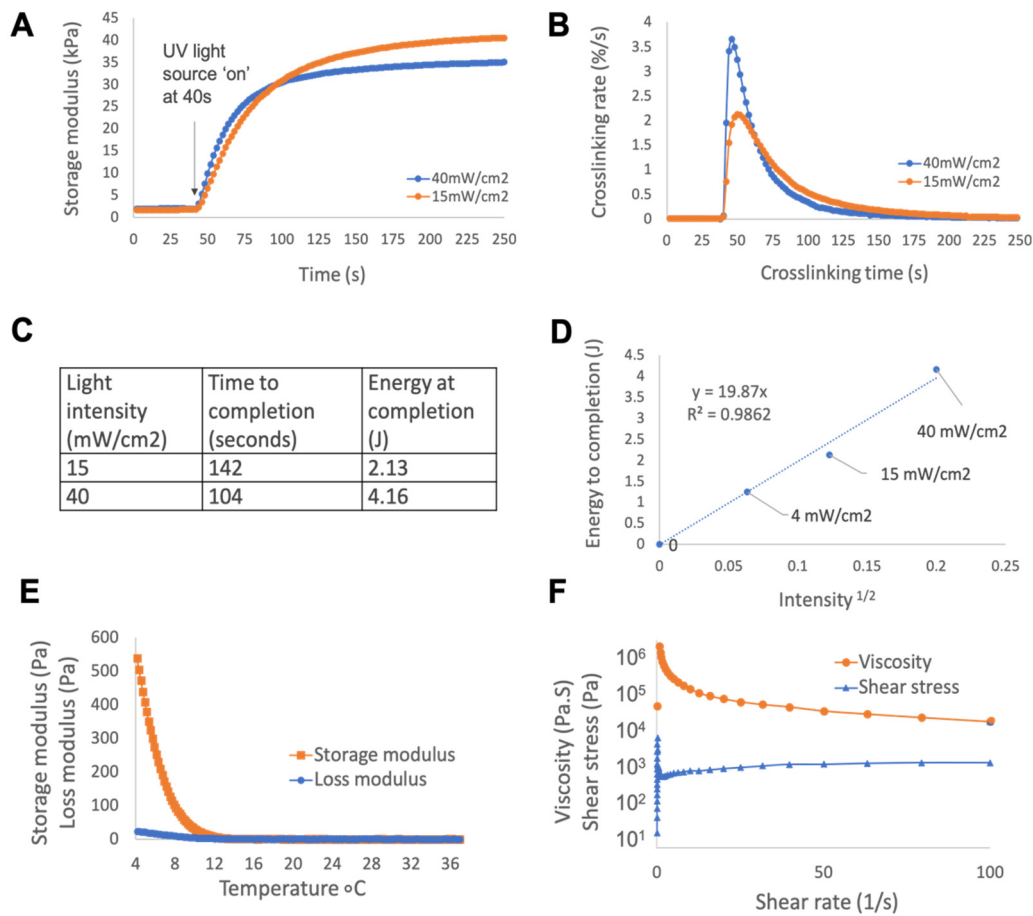 A
Storage modulus (kPa)
45
40
35
30
25
20
15
10
5
0
UV light
source ‘on’
at 40s
40mW/cm2
15mW/cm2
0 25 50 75 100 125 150 175 200 225 250
Time (s)
B
Crosslinking rate (%/s)
4
3.5
3
2.5
2
1.5
1
0.5
0
40mW/cm2
15mW/cm2
0 25 50 75 100 125 150 175 200 225 250
Crosslinking time (s)
C
Light intensity (mW/cm2) Time to completion (seconds) Energy at completion (J)
15 142 2.13
40 104 4.16
D
Energy to completion (J)
4.5
4
3.5
3
2.5
2
1.5
1
0.5
0
y = 19.87x
R² = 0.9862
40 mW/cm2
15 mW/cm2
4 mW/cm2
0
0 0.05 0.1 0.15 0.2 0.25
Intensity 1/2
E
Storage modulus (Pa)
Loss modulus (Pa)
600
500
400
300
200
100
0
Storage modulus
Loss modulus
4 8 12 16 20 24 28 32 36
Temperature ∘C
F
Viscosity (Pa.S)
Shear stress (Pa)
10⁶
10⁵
10⁴
10³
10²
10¹
Viscosity
Shear stress
0 50 100
Shear rate (1/s)